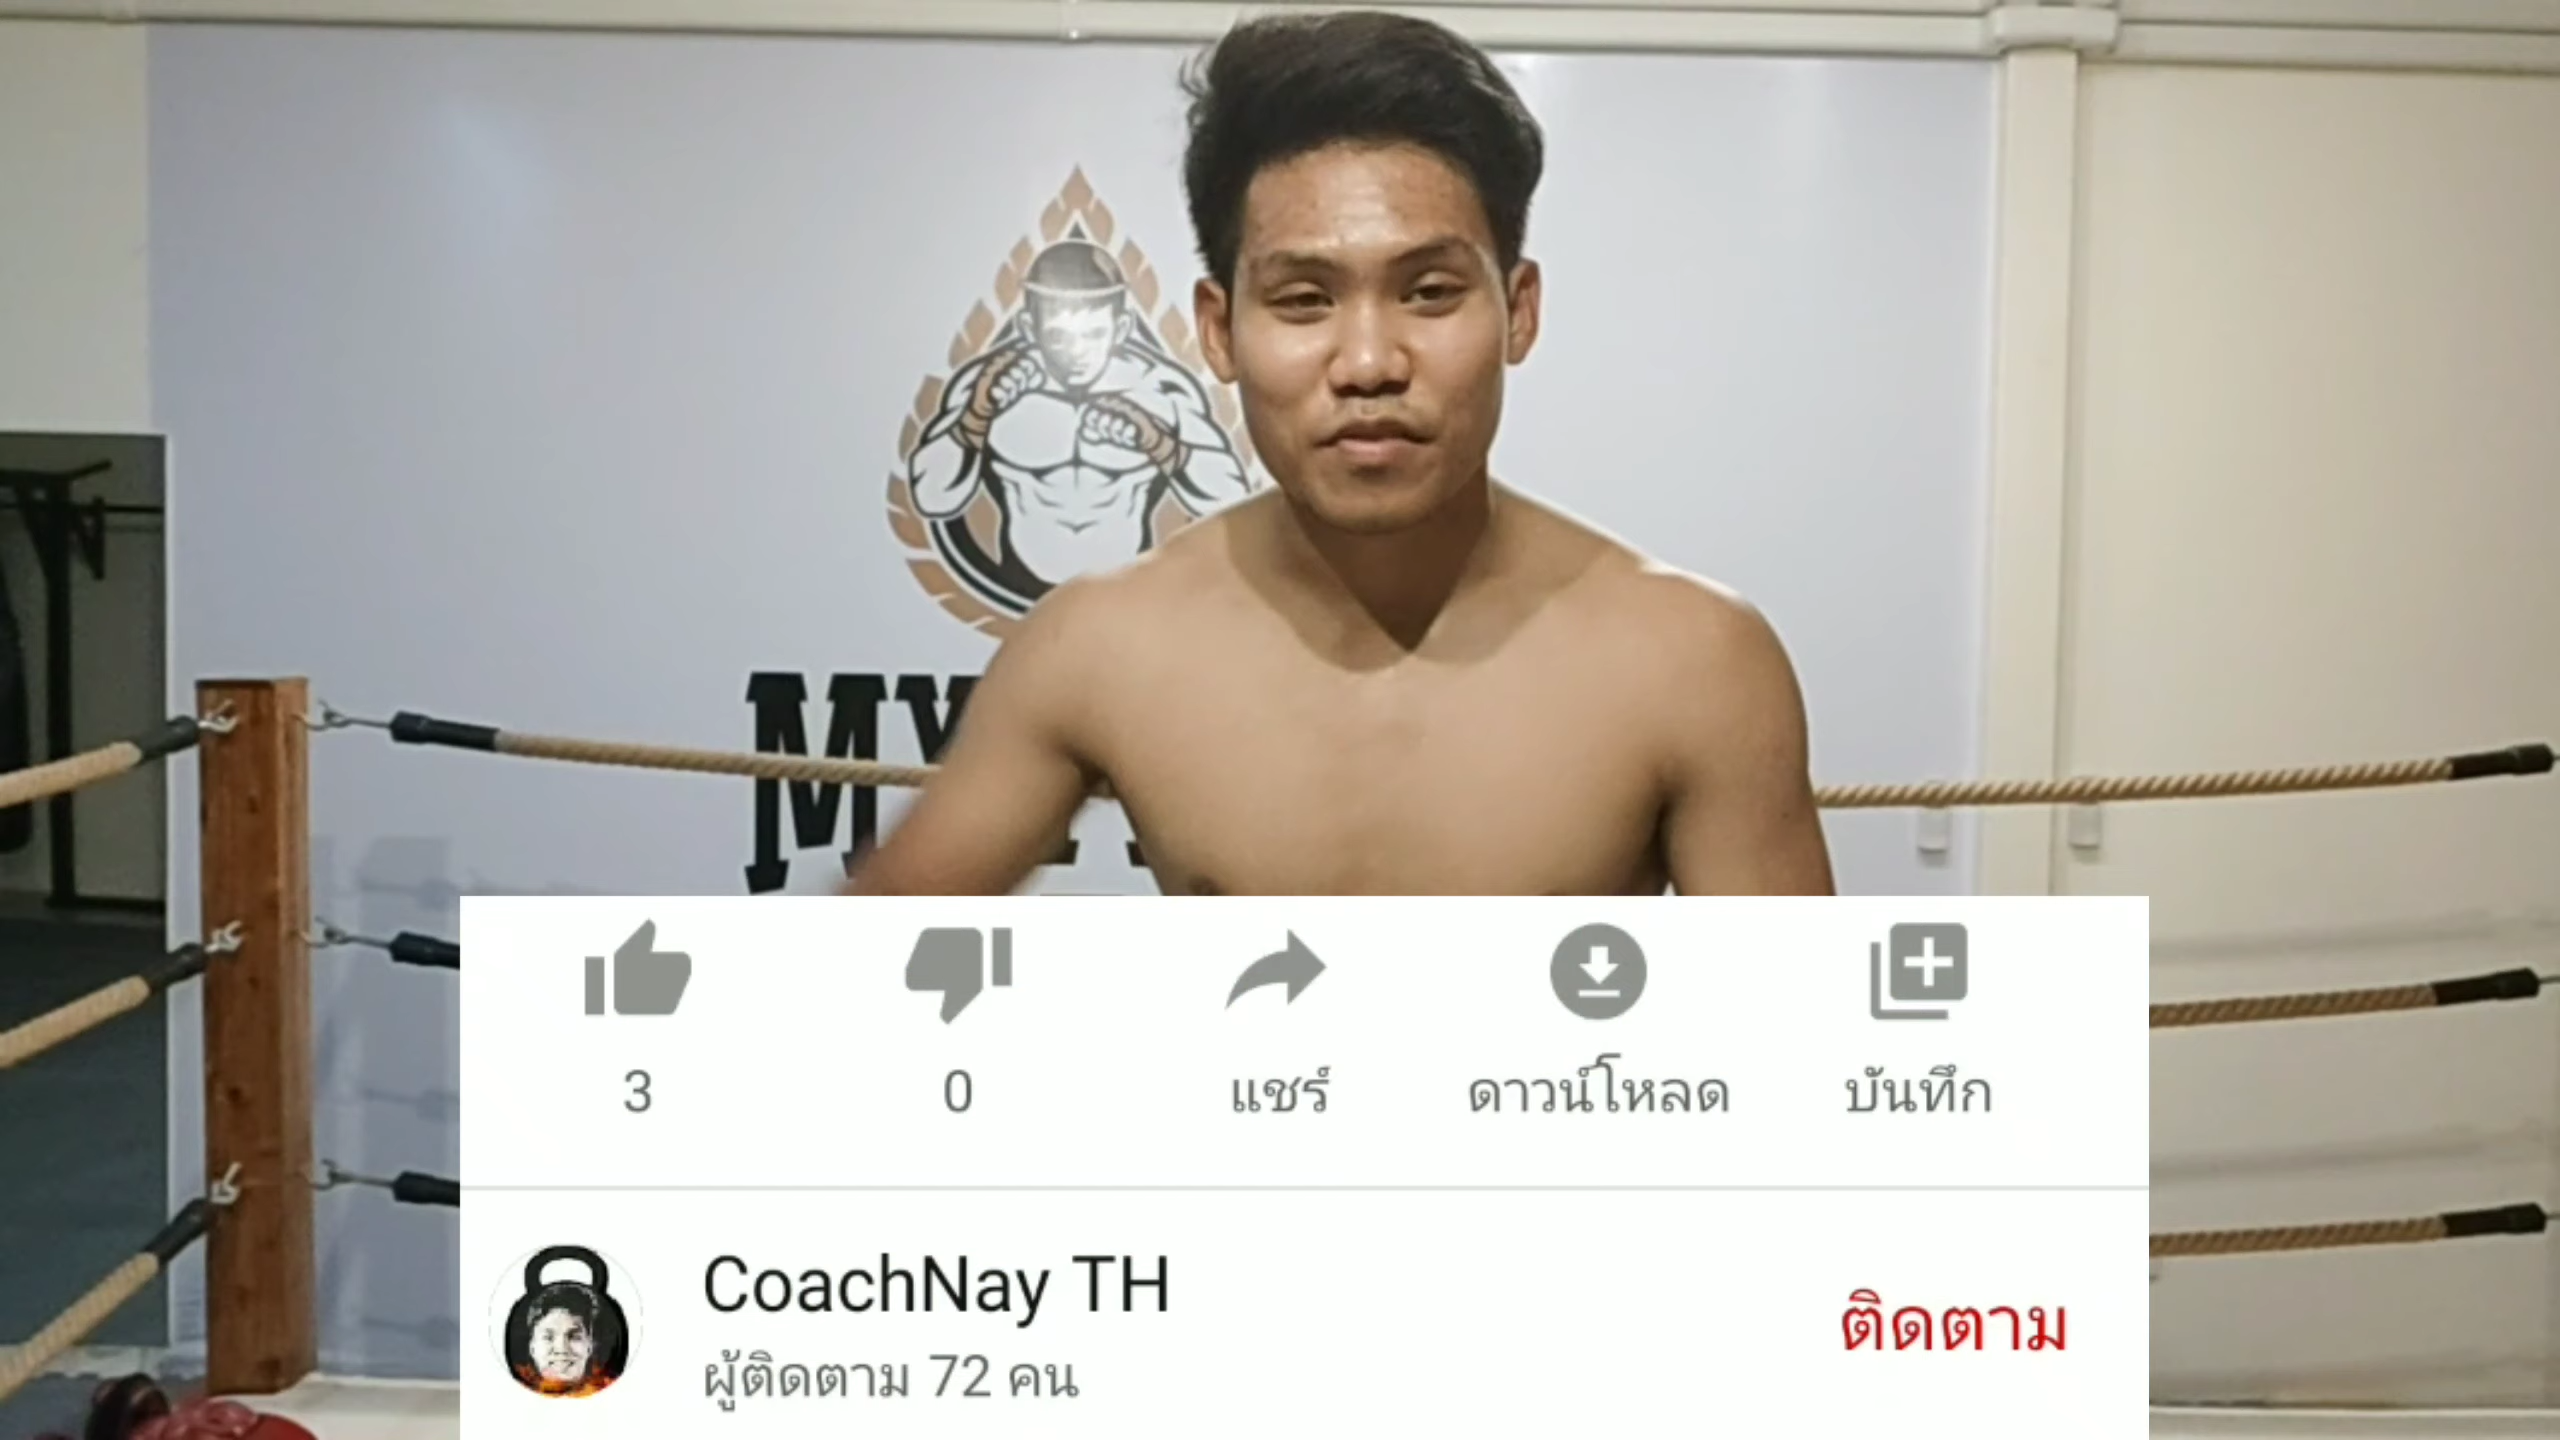 MY
3
0
แชร์
ดาวน์โหลด
บันทึก
CoachNay TH
ผู้ติดตาม 72 คน
ติดตาม